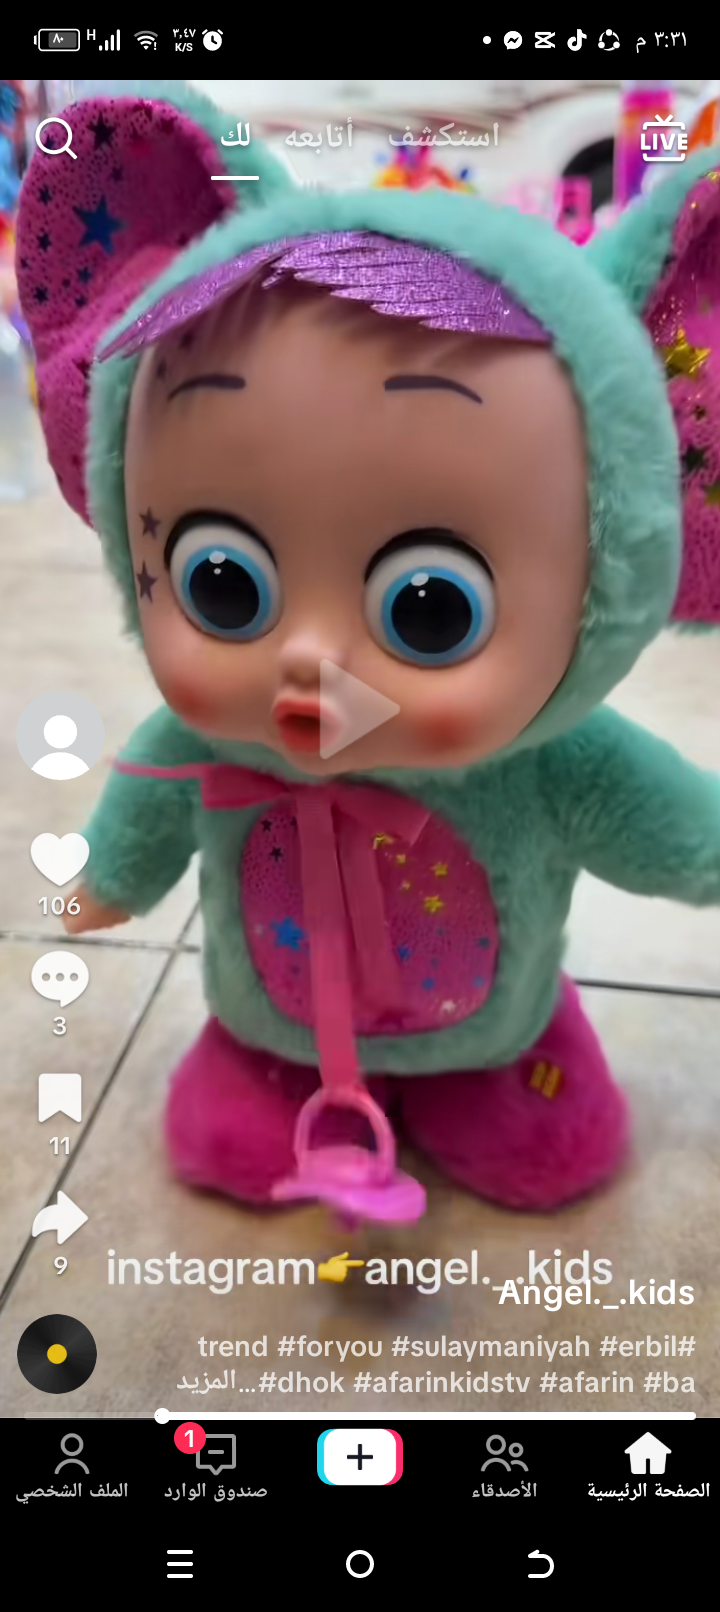 ٣:٣١ م
٣,٤٧
K/S
H
٨٠
لك
أتابعه
استكشف
LIVE
106
3
11
9
instagram👉angel._.kids
Angel._.kids
trend #foryou #sulaymaniyah #erbil#
#dhok #afarinkidstv #afarin #ba...المزيد
1
الصفحة الرئيسية
الأصدقاء
صندوق الوارد
الملف الشخصي